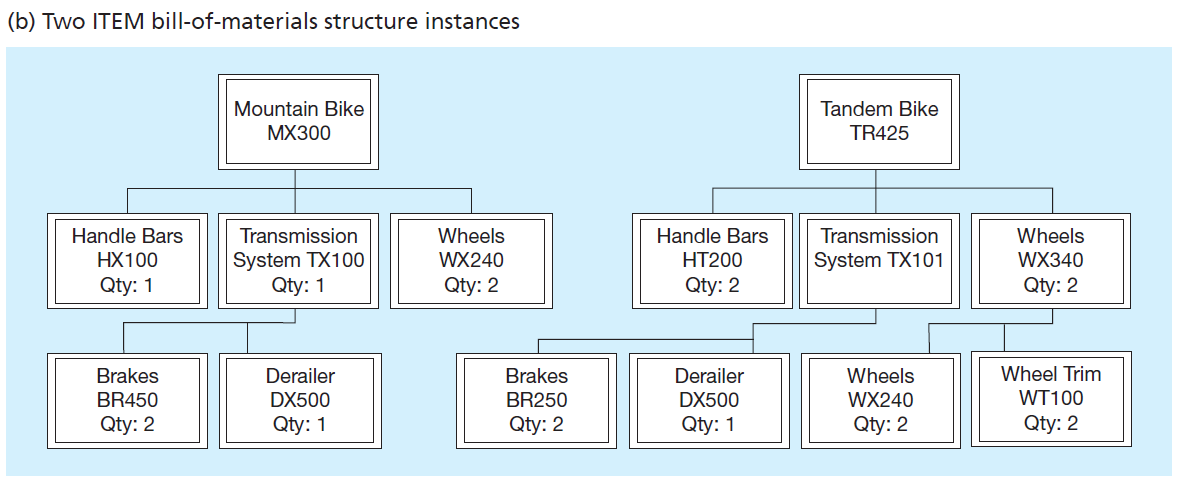 (b) Two ITEM bill-of-materials structure instances
Mountain Bike
MX300
Tandem Bike
TR425
Handle Bars
HX100
Qty: 1
Transmission
System TX100
Qty: 1
Wheels
WX240
Qty: 2
Handle Bars
HT200
Qty: 2
Transmission
System TX101
Wheels
WX340
Qty: 2
Brakes
BR450
Qty: 2
Derailer
DX500
Qty: 1
Brakes
BR250
Qty: 2
Derailer
DX500
Qty: 1
Wheels
WX240
Qty: 2
Wheel Trim
WT100
Qty: 2